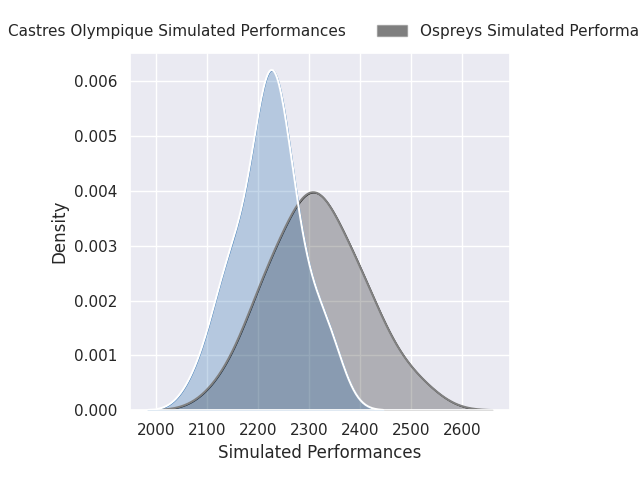 Castres Olympique Simulated Performances
Ospreys Simulated
0.006
0.005
0.004
0.003
0.002
0.001
0.000
Density
2000 2100 2200 2300 2400 2500 2600
Simulated Performances